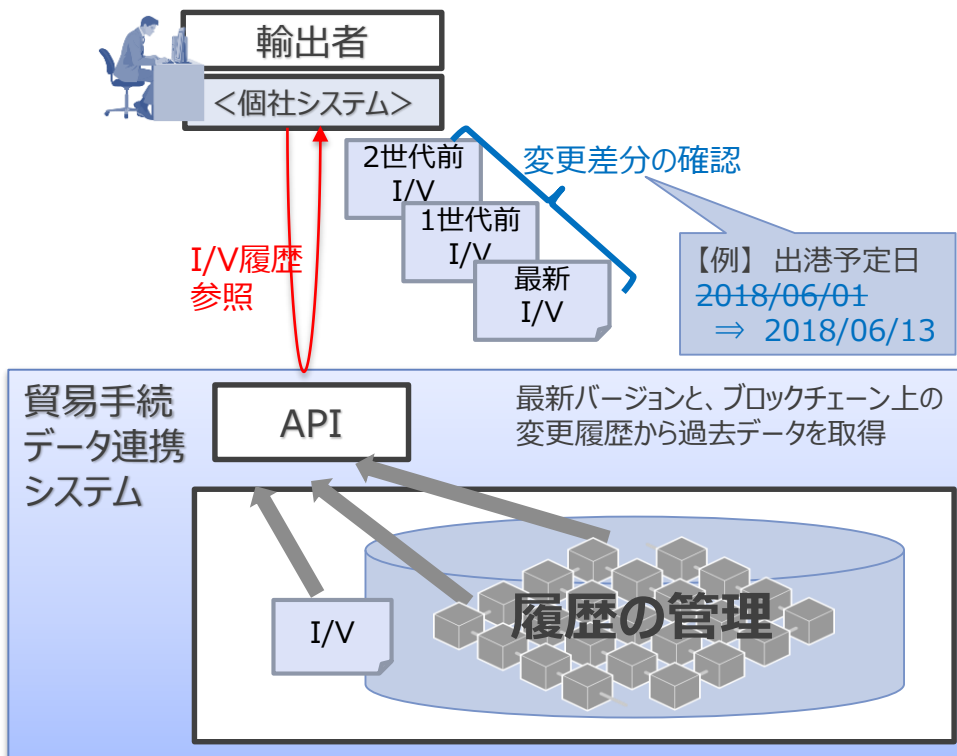 輸出者
＜個社システム＞
2世代前
I/V
1世代前
I/V
最新
I/V
変更差分の確認
【例】 出港予定日
2018/06/01
⇒ 2018/06/13
I/V履歴
参照
貿易手続
データ連携
システム
API
最新バージョンと、ブロックチェーン上の
変更履歴から過去データを取得
I/V
履歴の管理